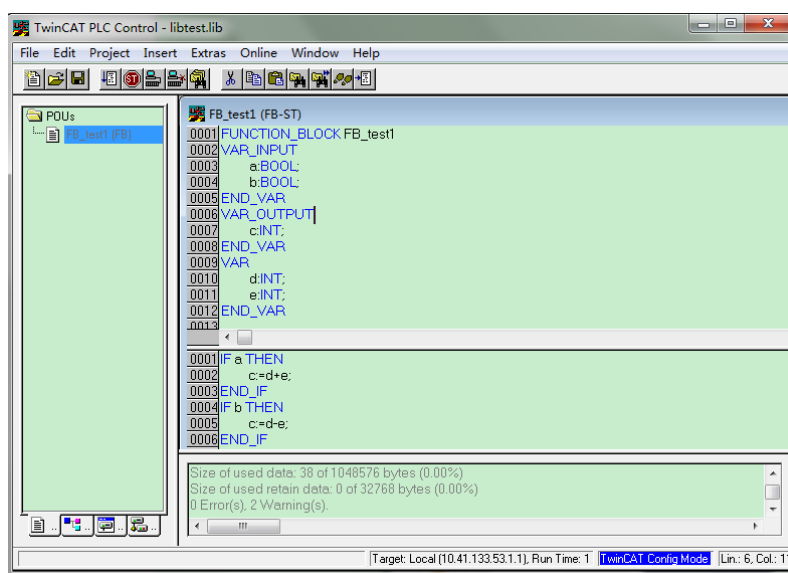 TwinCAT PLC Control - libtest.lib
File Edit Project Insert Extras Online Window Help
POUs
FB_test1 (FB)
FB_test1 (FB-ST)
0001 FUNCTION_BLOCK FB_test1
0002 VAR_INPUT
0003 a:BOOL;
0004 b:BOOL;
0005 END_VAR
0006 VAR_OUTPUT
0007 c:INT;
0008 END_VAR
0009 VAR
0010 d:INT;
0011 e:INT;
0012 END_VAR
0013
0001 IF a THEN
0002 c:=d+e;
0003 END_IF
0004 IF b THEN
0005 c:=d-e;
0006 END_IF
Size of used data: 38 of 1048576 bytes (0.00%)
Size of used retain data: 0 of 32768 bytes (0.00%)
0 Error(s), 2 Warning(s).
Target: Local (10.41.133.53.1.1), Run Time: 1 TwinCAT Config Mode Lin.: 6, Col.: 11